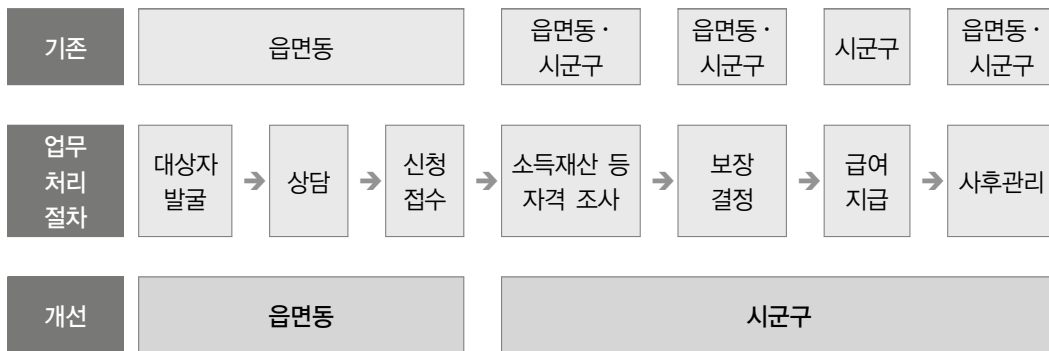 기존
읍면동
읍면동·
시군구
읍면동·
시군구
시군구
읍면동·
시군구
업무
처리
절차
대상자
발굴
상담
신청
접수
소득재산 등
자격 조사
보장
결정
급여
지급
사후관리
개선
읍면동
시군구